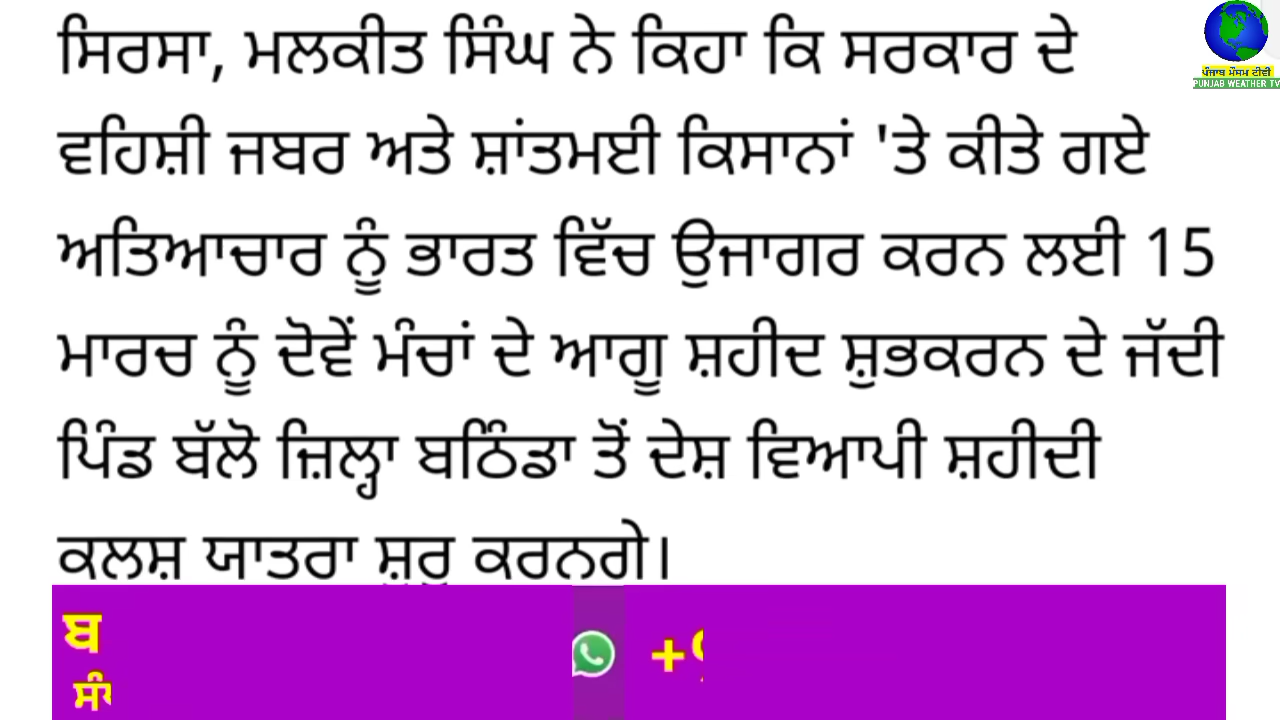 ਸਿਰਸਾ, ਮਲਕੀਤ ਸਿੰਘ ਨੇ ਕਿਹਾ ਕਿ ਸਰਕਾਰ ਦੇ
ਵਹਿਸ਼ੀ ਜਬਰ ਅਤੇ ਸ਼ਾਂਤਮਈ ਕਿਸਾਨਾਂ 'ਤੇ ਕੀਤੇ ਗਏ
ਅਤਿਆਚਾਰ ਨੂੰ ਭਾਰਤ ਵਿੱਚ ਉਜਾਗਰ ਕਰਨ ਲਈ 15
ਮਾਰਚ ਨੂੰ ਦੋਵੇਂ ਮੰਚਾਂ ਦੇ ਆਗੂ ਸ਼ਹੀਦ ਸ਼ੁਭਕਰਨ ਦੇ ਜੱਦੀ
ਪਿੰਡ ਬੱਲੋ ਜ਼ਿਲ੍ਹਾ ਬਠਿੰਡਾ ਤੋਂ ਦੇਸ਼ ਵਿਆਪੀ ਸ਼ਹੀਦੀ
ਕਲਸ਼ ਯਾਤਰਾ ਸ਼ੁਰੂ ਕਰਨਗੇ।
ਪੰਜਾਬ ਮੌਸਮ ਟੀਵੀ
PUNJAB WEATHER TV
ਬ +